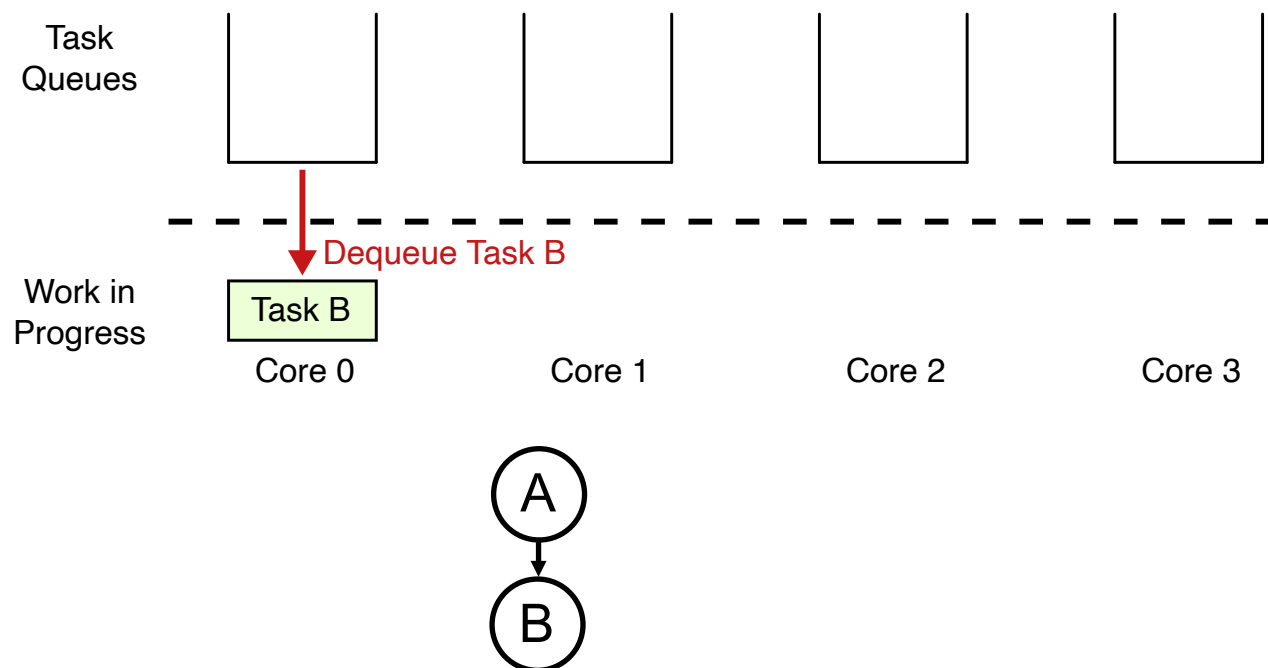 Task
Queues
Dequeue Task B
Work in
Progress
Task B
Core 0
Core 1
Core 2
Core 3
A
B